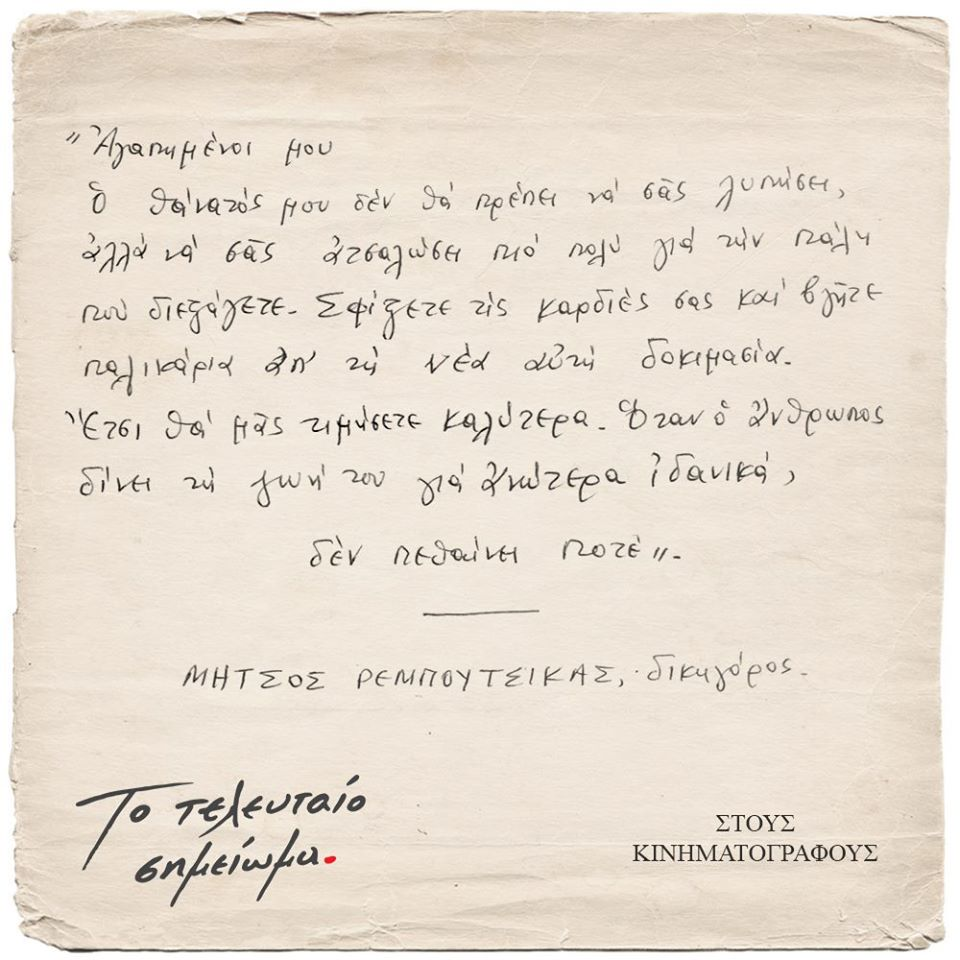 "Ἀγαπημένοι μου
Ὁ θάνατός μου δέν θά πρέπει νά σᾶς λυπήσει,
ἀλλά νά σᾶς ἀτσαλώσει πιό πολύ γιά τήν πάλη
πού διεξάγετε. Σφίξετε τίς καρδιές σας καί βγῆτε
παλικάρια ἀπ' τή νέα αὐτή δοκιμασία.
Ἔτσι θά μᾶς τιμήσετε καλύτερα. Ὅταν ὁ ἄνθρωπος
δίνει τή ζωή του γιά ἀνώτερα ἰδανικά,
δέν πεθαίνει ποτέ".
ΜΗΤΣΟΣ ΡΕΜΠΟΥΤΣΙΚΑΣ, δικηγόρος.
Το τελευταίο
σημείωμα.
ΣΤΟΥΣ
ΚΙΝΗΜΑΤΟΓΡΑΦΟΥΣ